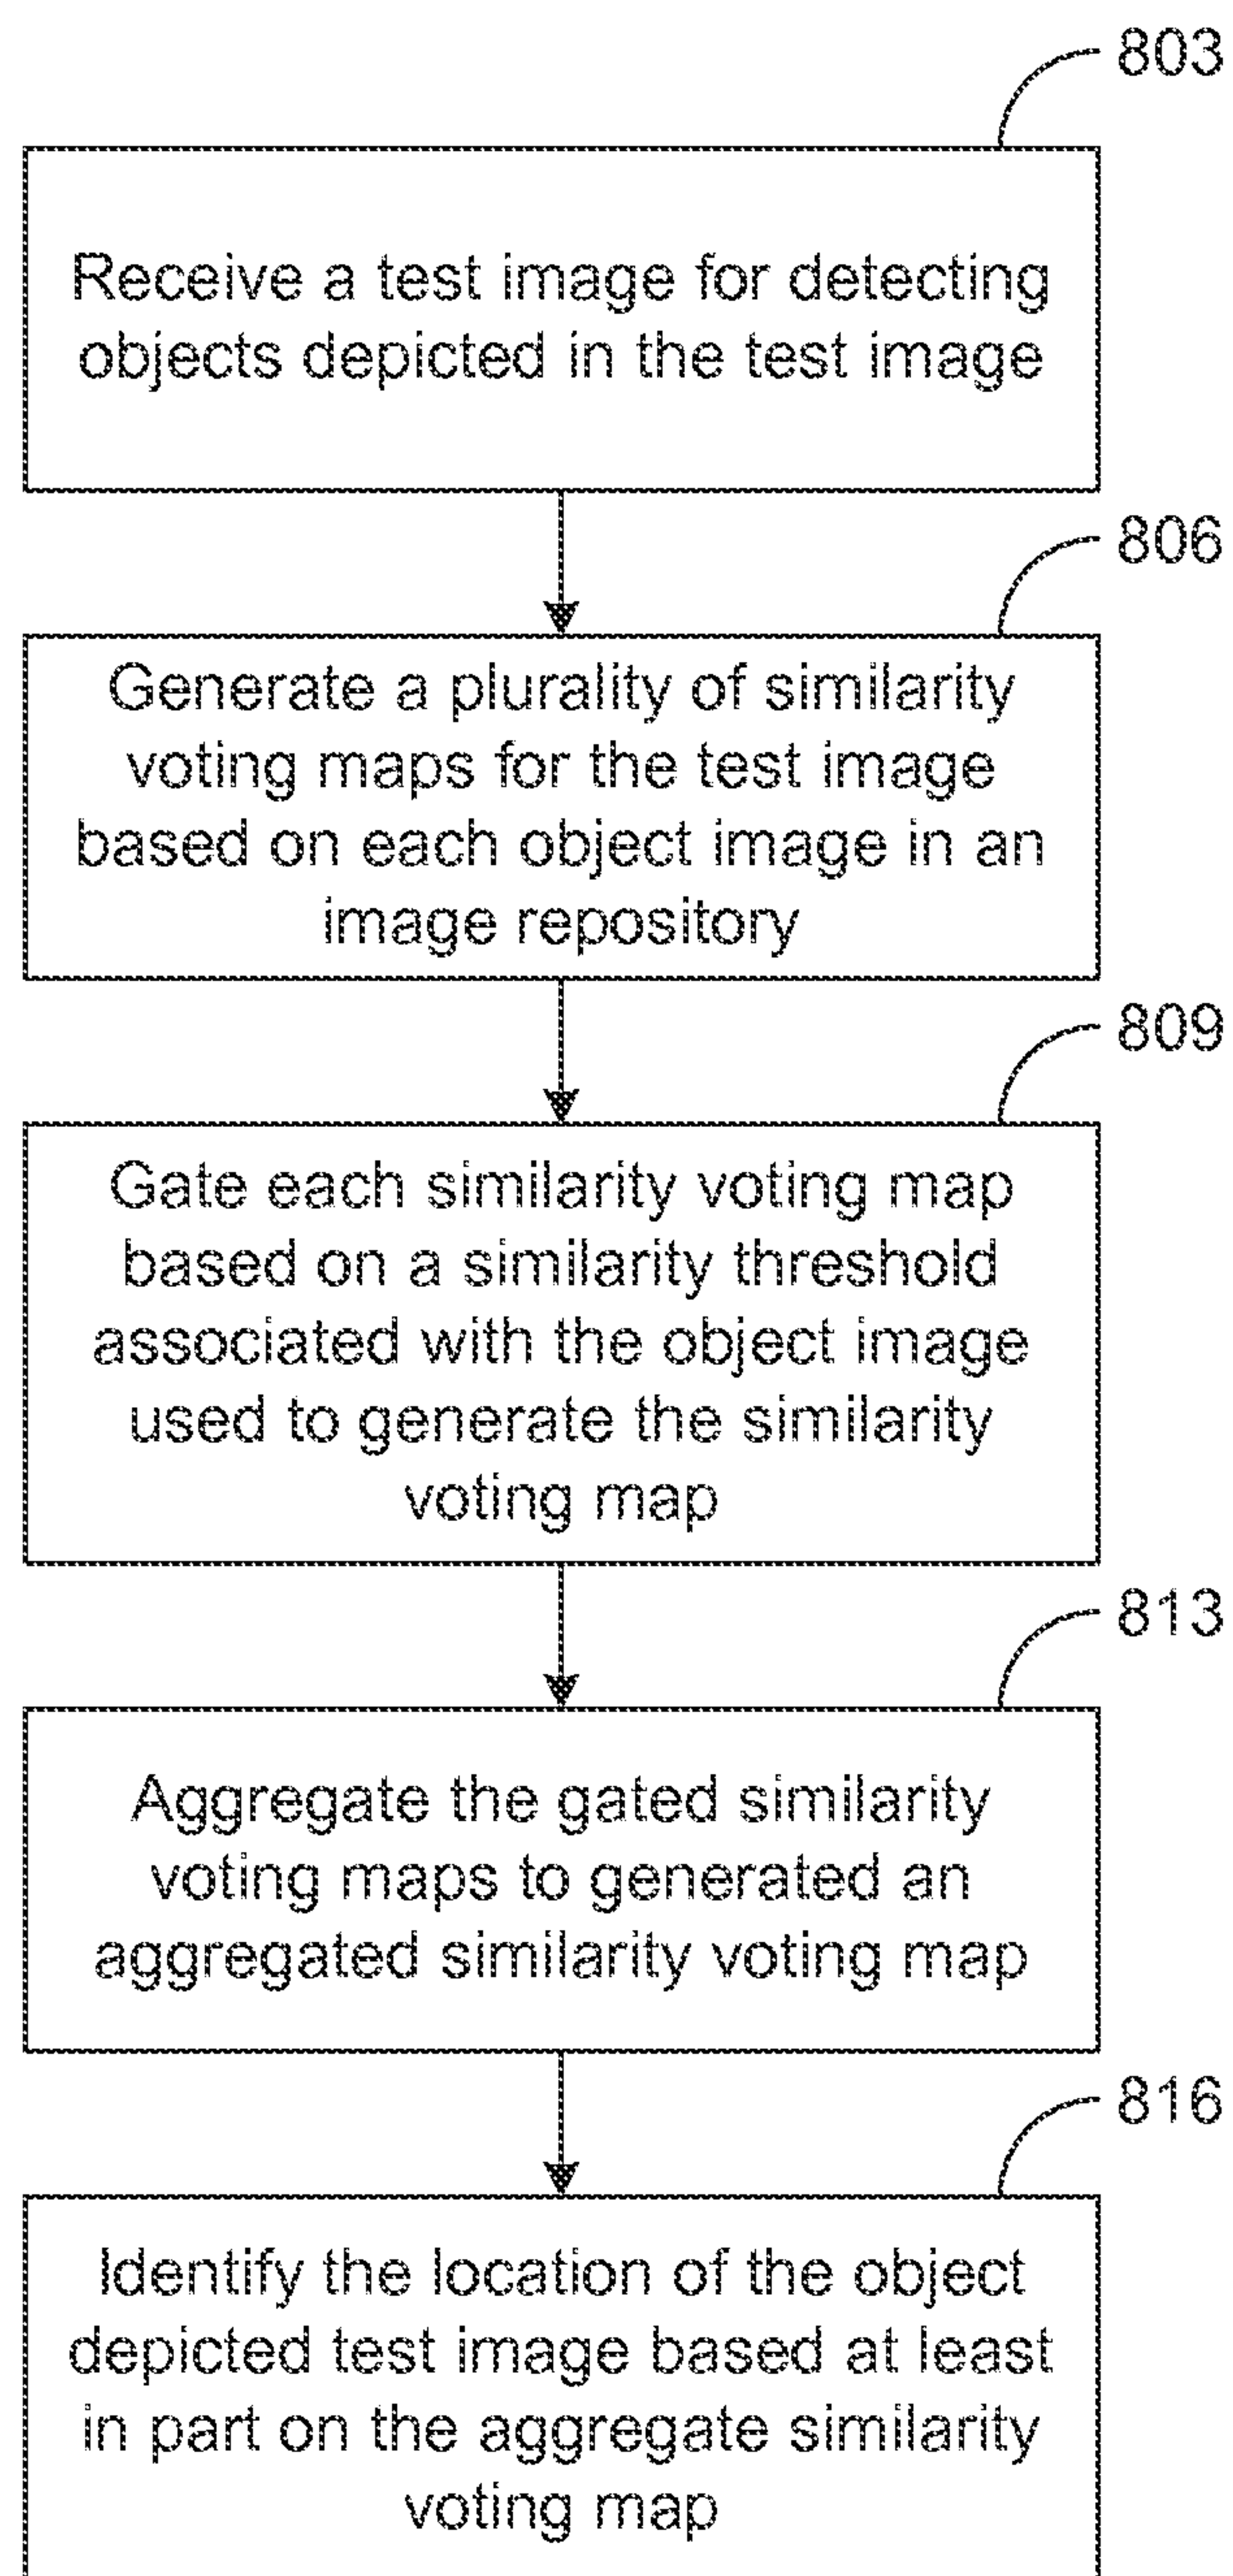 803
Receive a test image for detecting
objects depicted in the test image
806
Generate a plurality of similarity
voting maps for the test image
based on each object image in an
image repository
809
Gate each similarity voting map
based on a similarity threshold
associated with the object image
used to generate the similarity
voting map
813
Aggregate the gated similarity
voting maps to generated an
aggregated similarity voting map
816
Identify the location of the object
depicted test image based at least
in part on the aggregate similarity
voting map